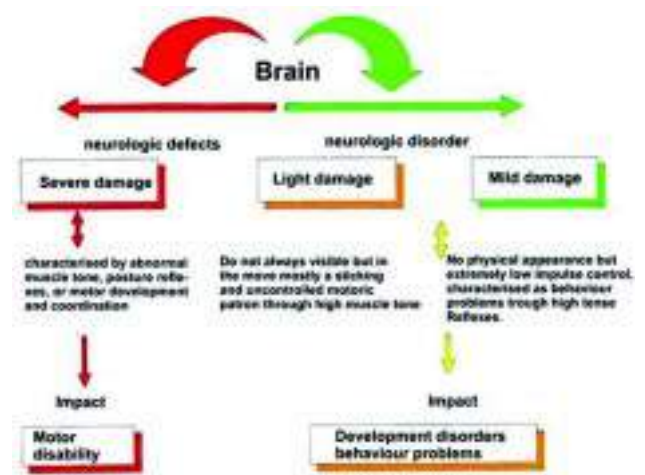 Brain
neurologic defects
neurologic disorder
Severe damage
Light damage
Mild damage
characterised by abnormal
muscle tone, posture refle-
xes, or motor development
and coordination
Do not always visible but in
the move mostly a sticking
and uncontrolled motoric
patron through high muscle tone
No physical appearance but
extremely low impulse control,
characterised as behaviour
problems trough high tense
Reflexes.
Impact
Impact
Motor
disability
Development disorders
behaviour problems